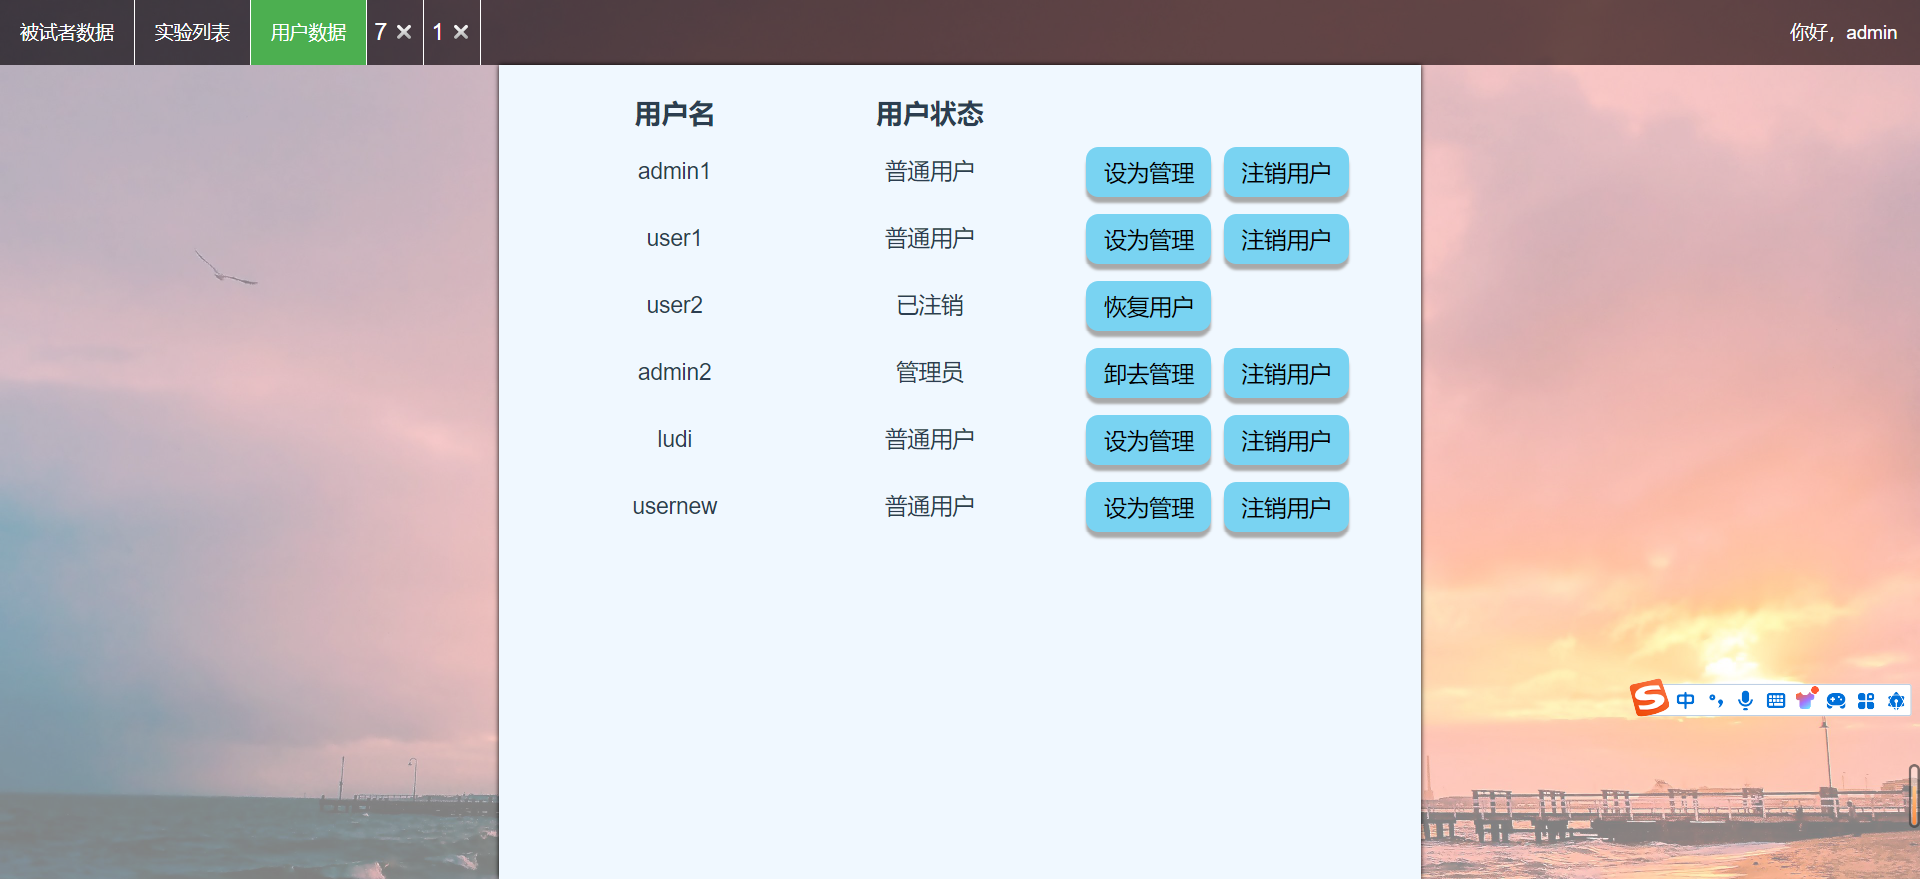 被试者数据 实验列表 用户数据 7 × 1 × 你好，admin
用户名 用户状态
admin1 普通用户 设为管理 注销用户
user1 普通用户 设为管理 注销用户
user2 已注销 恢复用户
admin2 管理员 卸去管理 注销用户
ludi 普通用户 设为管理 注销用户
usernew 普通用户 设为管理 注销用户
S 中